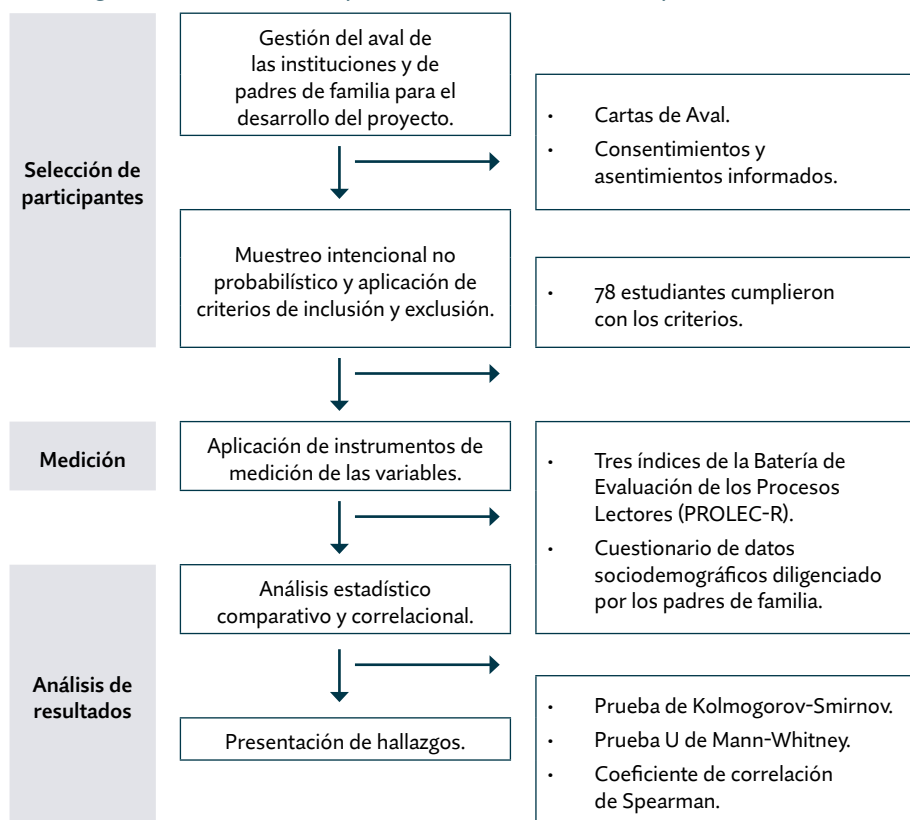 Gestión del aval de
las instituciones y de
padres de familia para el
desarrollo del proyecto.
• Cartas de Aval.
• Consentimientos y
asentimientos informados.
Selección de
participantes
Muestreo intencional no
probabilístico y aplicación de
criterios de inclusión y exclusión.
• 78 estudiantes cumplieron
con los criterios.
Medición
Aplicación de instrumentos de
medición de las variables.
• Tres índices de la Batería de
Evaluación de los Procesos
Lectores (PROLEC-R).
• Cuestionario de datos
sociodemográficos diligenciado
por los padres de familia.
Análisis estadístico
comparativo y correlacional.
Análisis de
resultados
Presentación de hallazgos.
• Prueba de Kolmogorov-Smirnov.
• Prueba U de Mann-Whitney.
• Coeficiente de correlación
de Spearman.